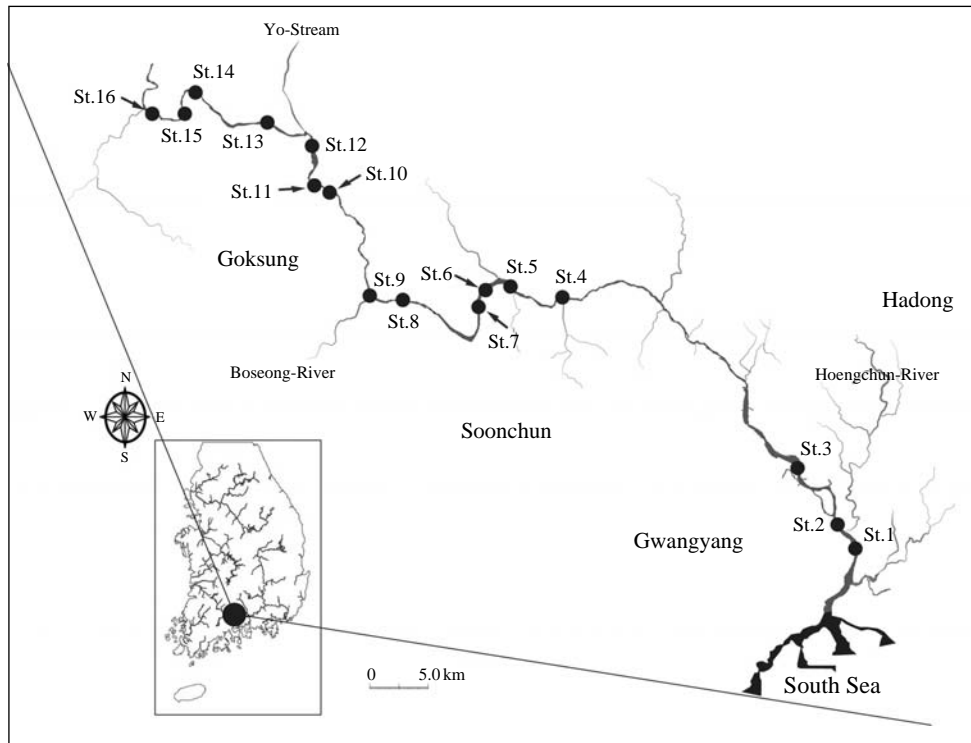 Yo-Stream
St.14
St.16
St.15
St.13
St.12
St.11
St.10
Goksung
St.9
St.8
St.6
St.5
St.4
St.7
Hadong
Boseong-River
Hoengchun-River
N
W
E
S
Soonchun
St.3
St.2
St.1
Gwangyang
0 5.0 km
South Sea